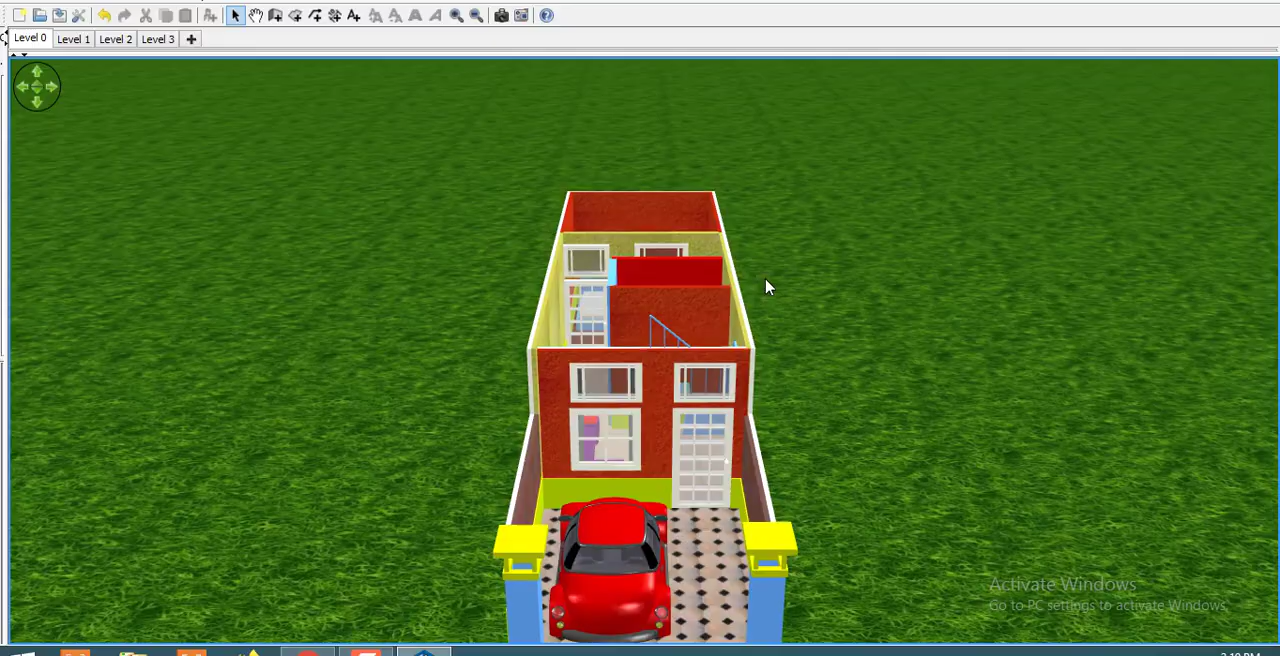 Level 0 Level 1 Level 2 Level 3
Activate Windows
Go to PC settings to activate Windows.